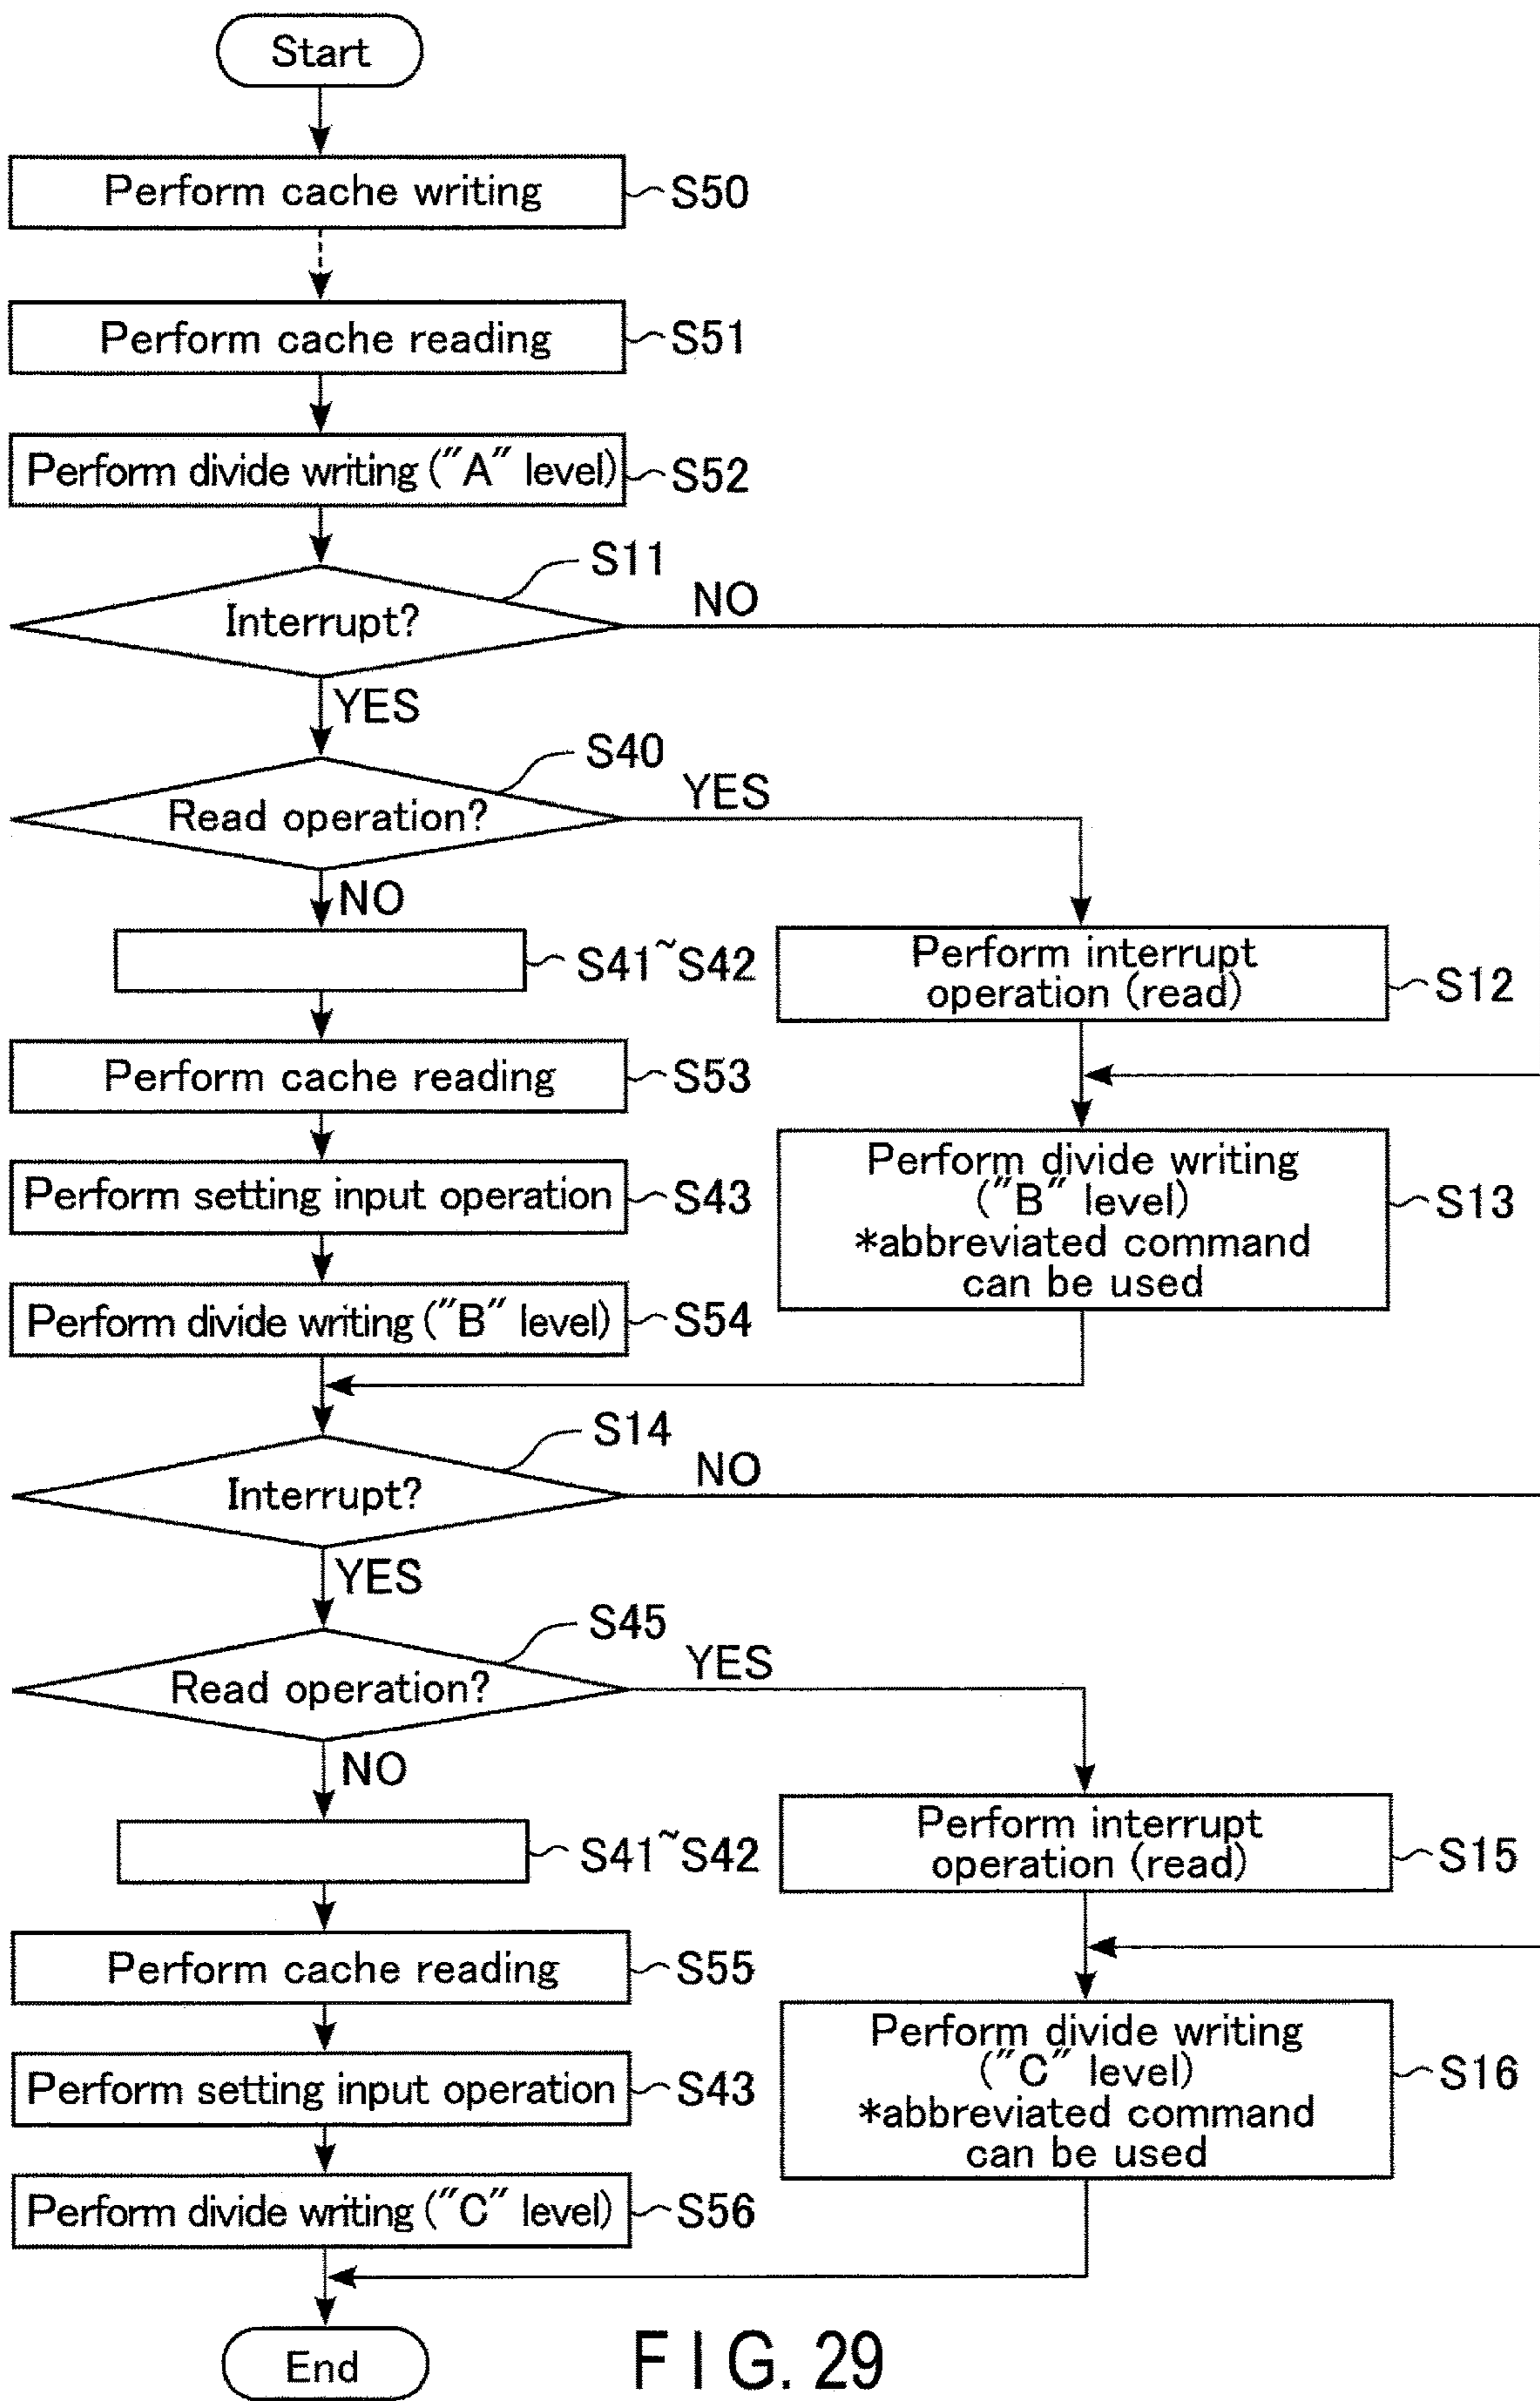 Start
Perform cache writing
S50
Perform cache reading
S51
Perform divide writing ("A" level)
S52
S11
Interrupt?
NO
YES
S40
Read operation?
YES
NO
S41~S42
Perform interrupt
operation (read)
S12
Perform cache reading
S53
Perform divide writing
("B" level)
*abbreviated command
can be used
S13
Perform setting input operation
S43
Perform divide writing ("B" level)
S54
S14
Interrupt?
NO
YES
S45
Read operation?
YES
NO
S41~S42
Perform interrupt
operation (read)
S15
Perform cache reading
S55
Perform divide writing
("C" level)
*abbreviated command
can be used
S16
Perform setting input operation
S43
Perform divide writing ("C" level)
S56
End
FIG. 29